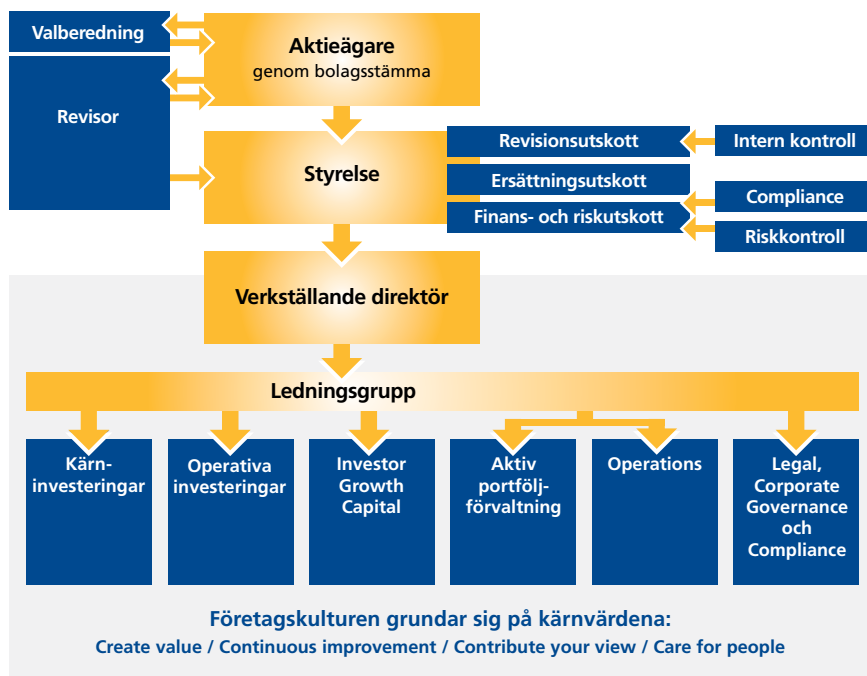 Valberedning
Aktieägare
genom bolagsstämma
Revisor
Styrelse
Revisionsutskott
Intern kontroll
Ersättningsutskott
Compliance
Finans- och riskutskott
Riskkontroll
Verkställande direktör
Ledningsgrupp
Kärn-
investeringar
Operativa
investeringar
Investor
Growth
Capital
Aktiv
portfölj-
förvaltning
Operations
Legal,
Corporate
Governance
och
Compliance
Företagskulturen grundar sig på kärnvärdena:
Create value / Continuous improvement / Contribute your view / Care for people